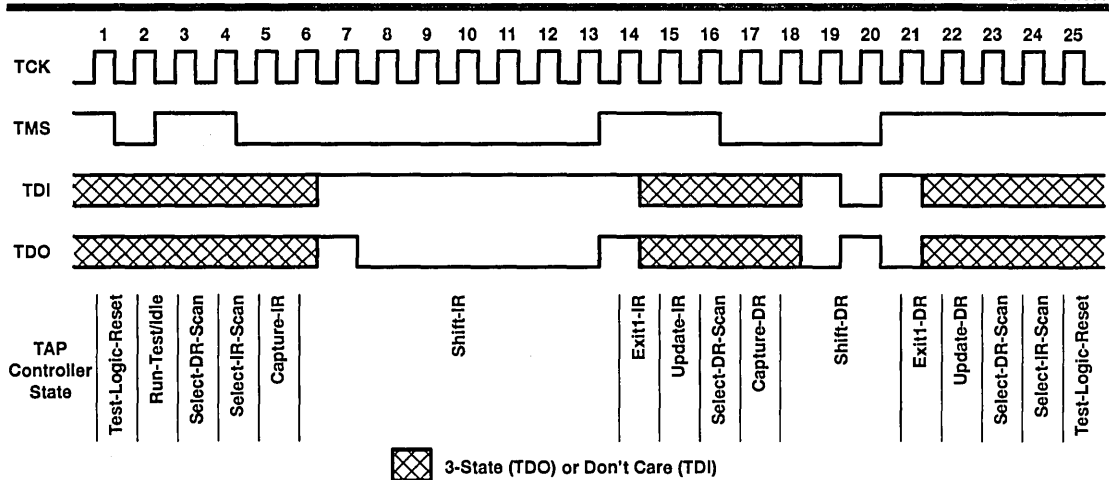 1 2 3 4 5 6 7 8 9 10 11 12 13 14 15 16 17 18 19 20 21 22 23 24 25
TCK
TMS
TDI
TDO
TAP
Controller
State
Test-Logic-Reset
Run-Test/Idle
Select-DR-Scan
Select-IR-Scan
Capture-IR
Shift-IR
Exit1-IR
Update-IR
Select-DR-Scan
Capture-DR
Shift-DR
Exit1-DR
Update-DR
Select-DR-Scan
Select-IR-Scan
Test-Logic-Reset
3-State (TDO) or Don't Care (TDI)